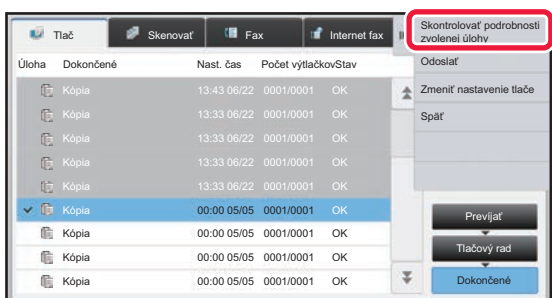 Tlač
Skenovať
Fax
Internet fax
Skontrolovať podrobnosti
zvolenej úlohy
Úloha Dokončené Nast. čas Počet výtlačkovStav
Odoslať
Kópia 13:43 06/22 0001/0001 OK
Zmeniť nastavenie tlače
Kópia 13:33 06/22 0001/0001 OK
Späť
Kópia 13:33 06/22 0001/0001 OK
Kópia 13:33 06/22 0001/0001 OK
Kópia 13:33 06/22 0001/0001 OK
Kópia 00:00 05/05 0001/0001 OK
Prevíjať
Kópia 00:00 05/05 0001/0001 OK
Kópia 00:00 05/05 0001/0001 OK
Tlačový rad
Kópia 00:00 05/05 0001/0001 OK
Dokončené